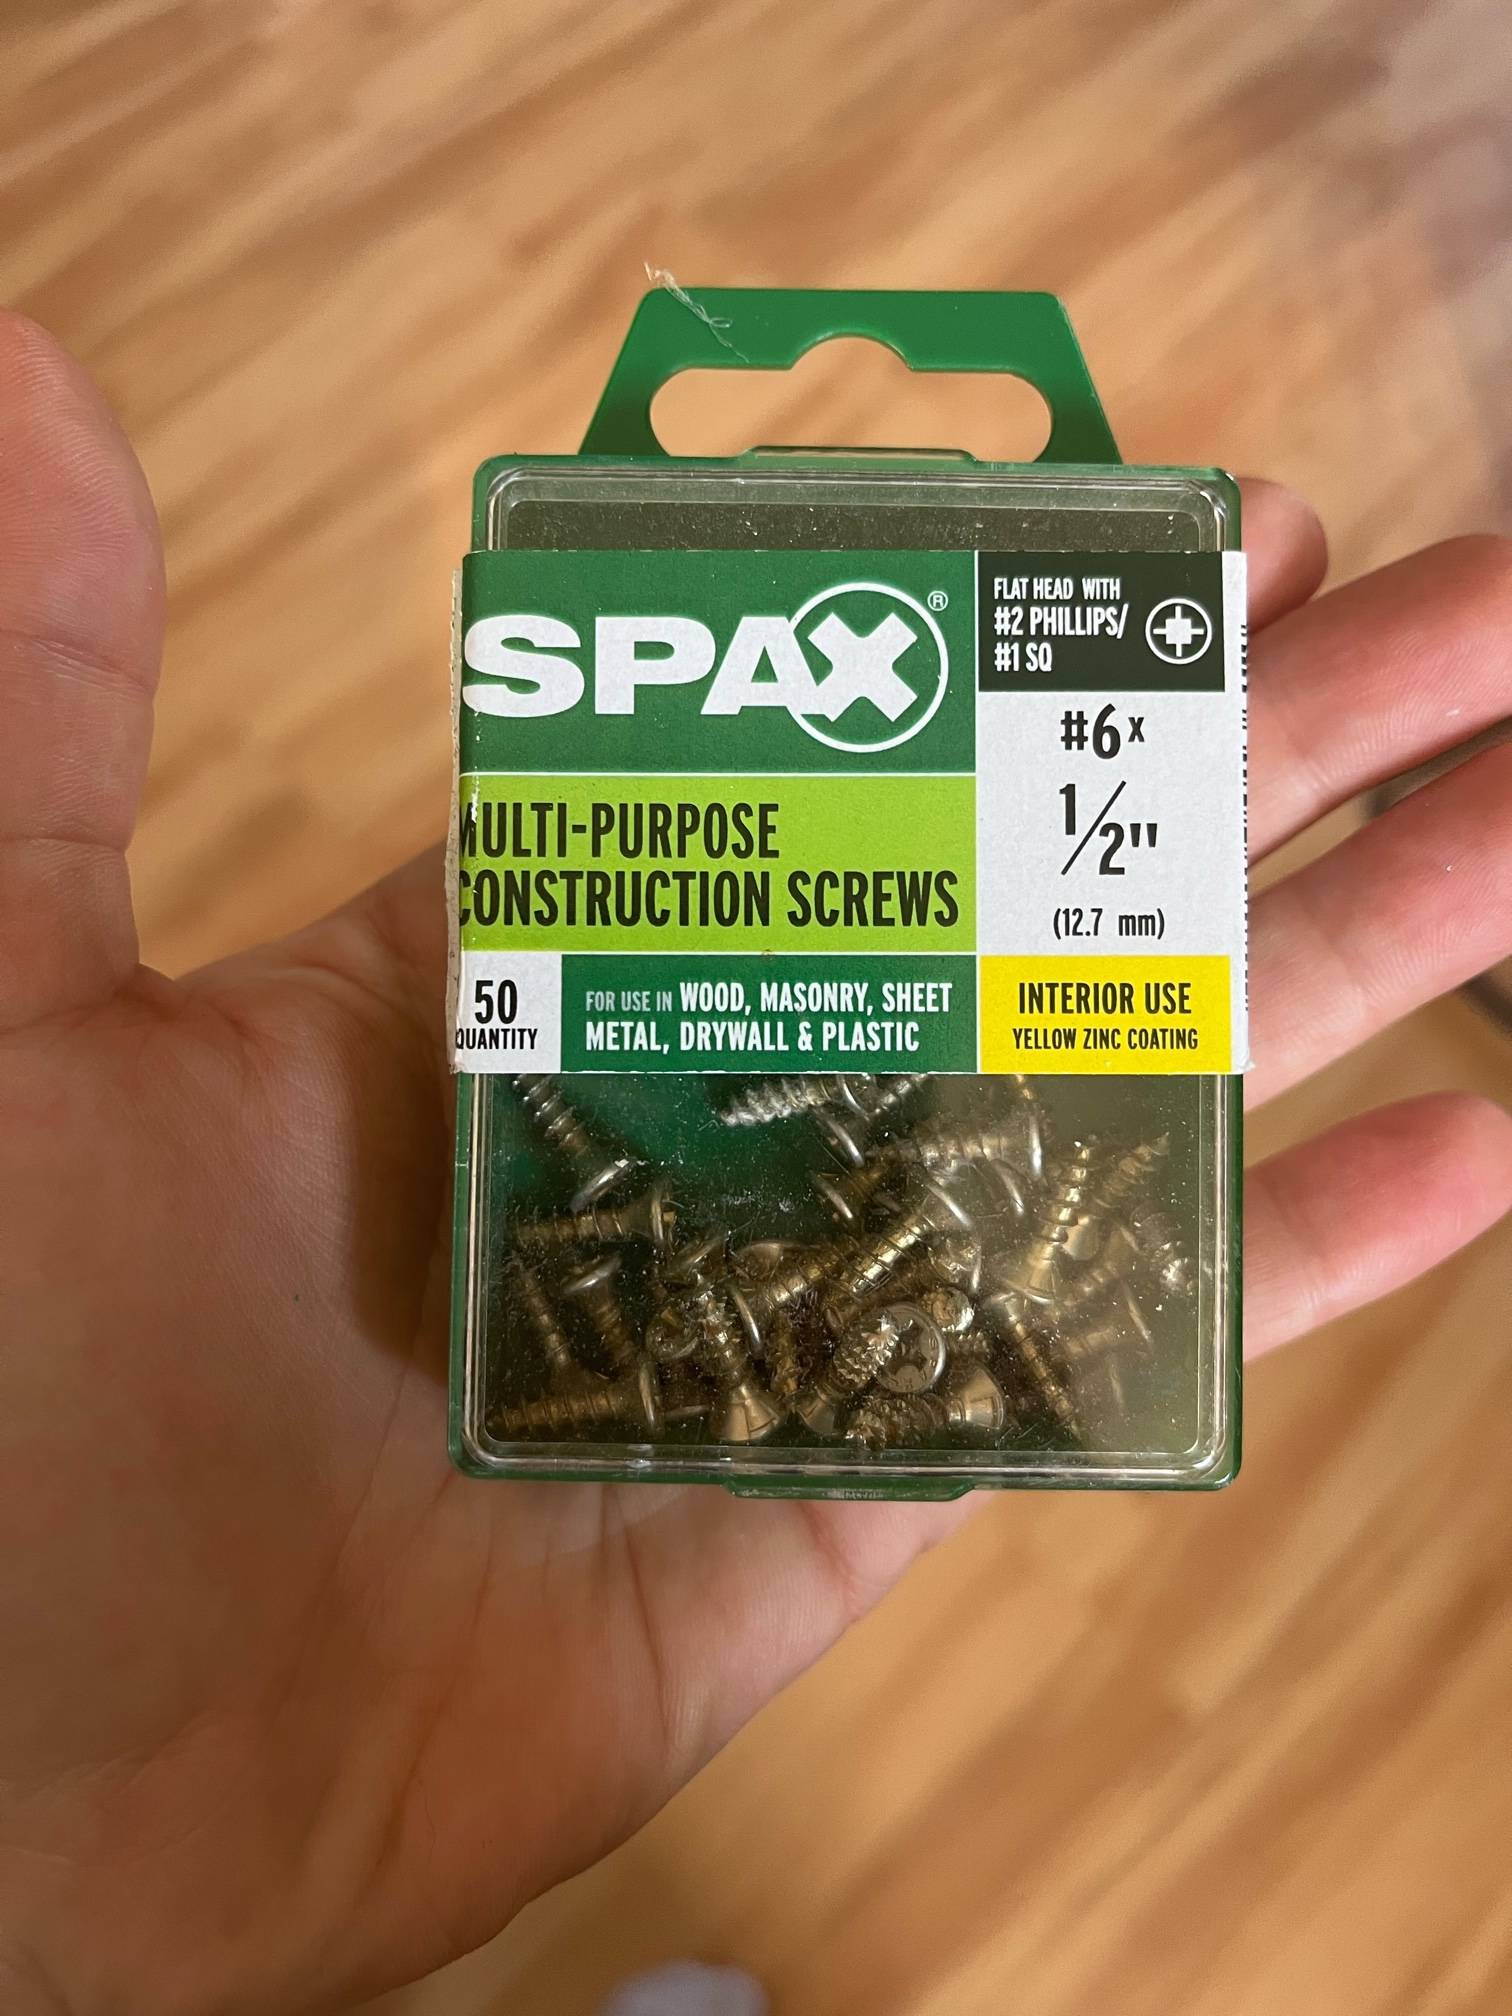 SPAX®
MULTI-PURPOSE
CONSTRUCTION SCREWS
50
QUANTITY
FOR USE IN WOOD, MASONRY, SHEET
METAL, DRYWALL & PLASTIC
FLAT HEAD WITH
#2 PHILLIPS/
#1 SQ
#6 x
1/2"
(12.7 mm)
INTERIOR USE
YELLOW ZINC COATING